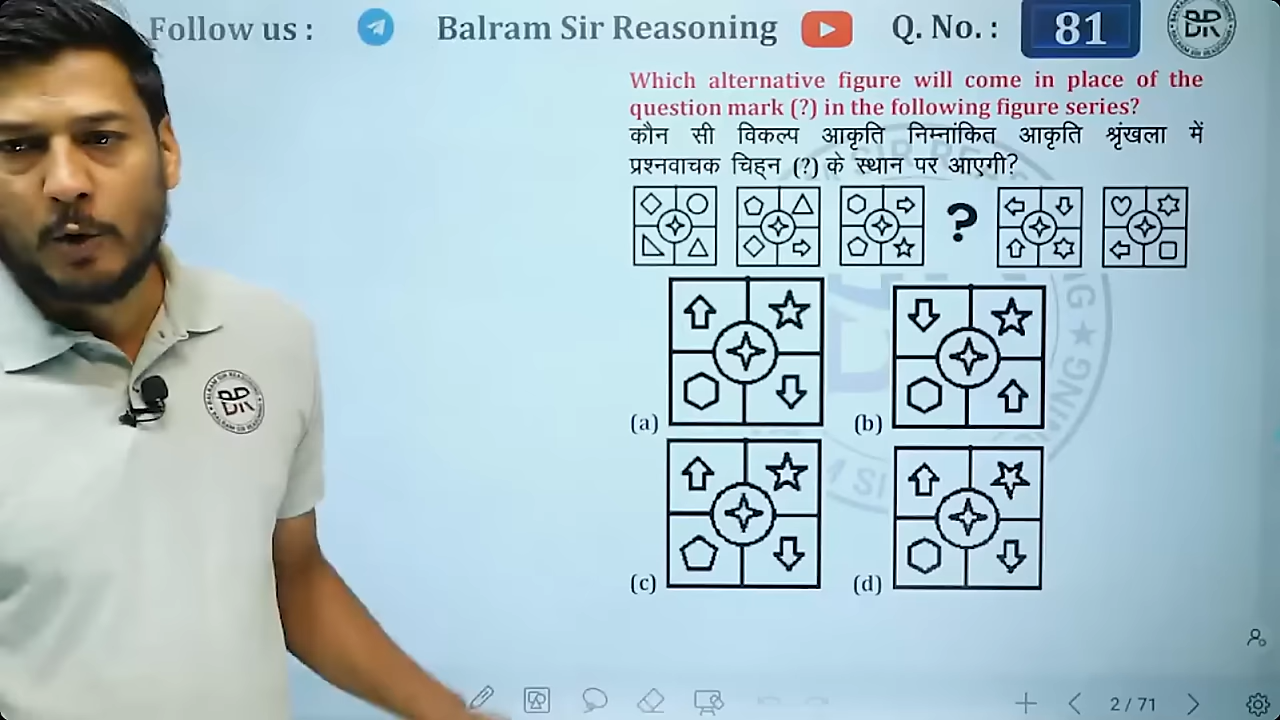 Follow us : Balram Sir Reasoning Q. No. : 81
Which alternative figure will come in place of the
question mark (?) in the following figure series?
कौन सी विकल्प आकृति निम्नांकित आकृति श्रृंखला में
प्रश्नवाचक चिह्न (?) के स्थान पर आएगी?
?
(a) (b)
(c) (d)
2 / 71